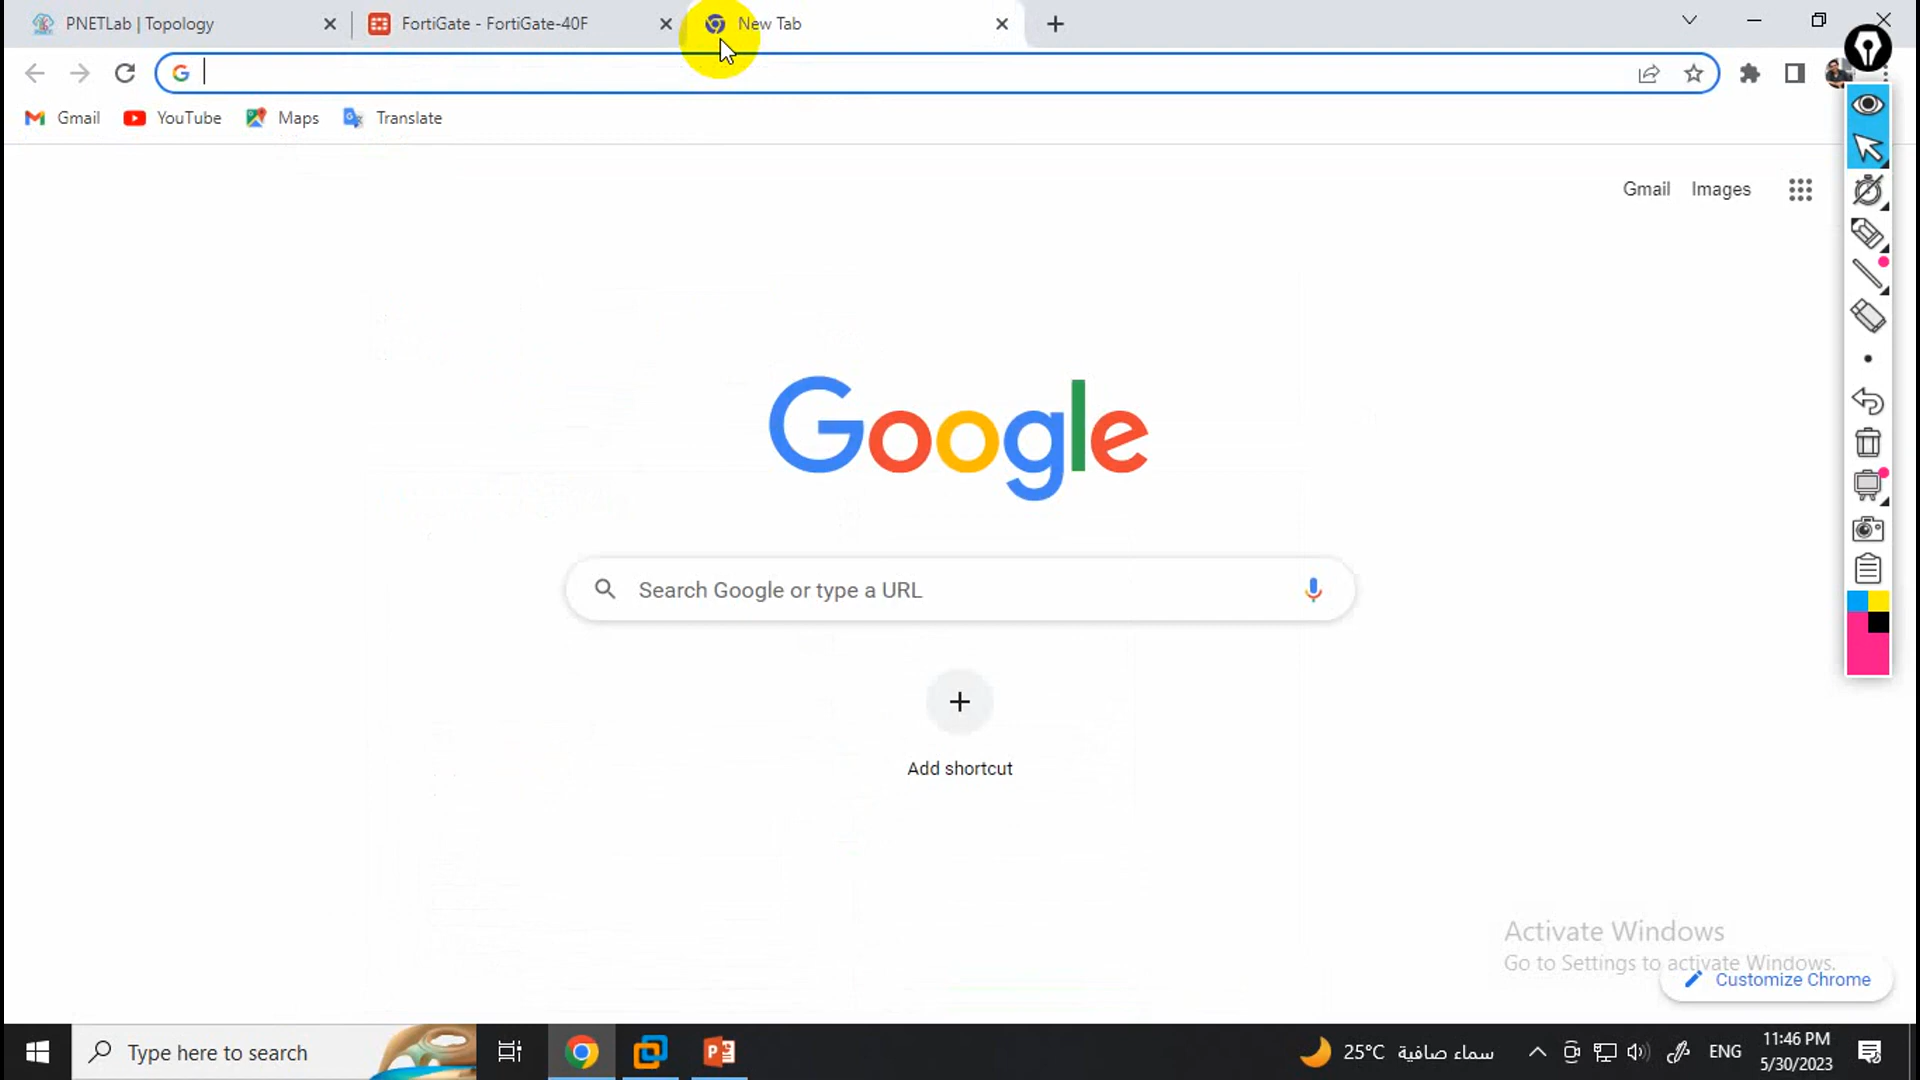 PNETLab | Topology
FortiGate - FortiGate-40F
New Tab
Gmail
YouTube
Maps
Translate
Gmail
Images
Google
Search Google or type a URL
Add shortcut
Activate Windows
Go to Settings to activate Windows.
Customize Chrome
Type here to search
25°C سماء صافية
ENG
11:46 PM
5/30/2023